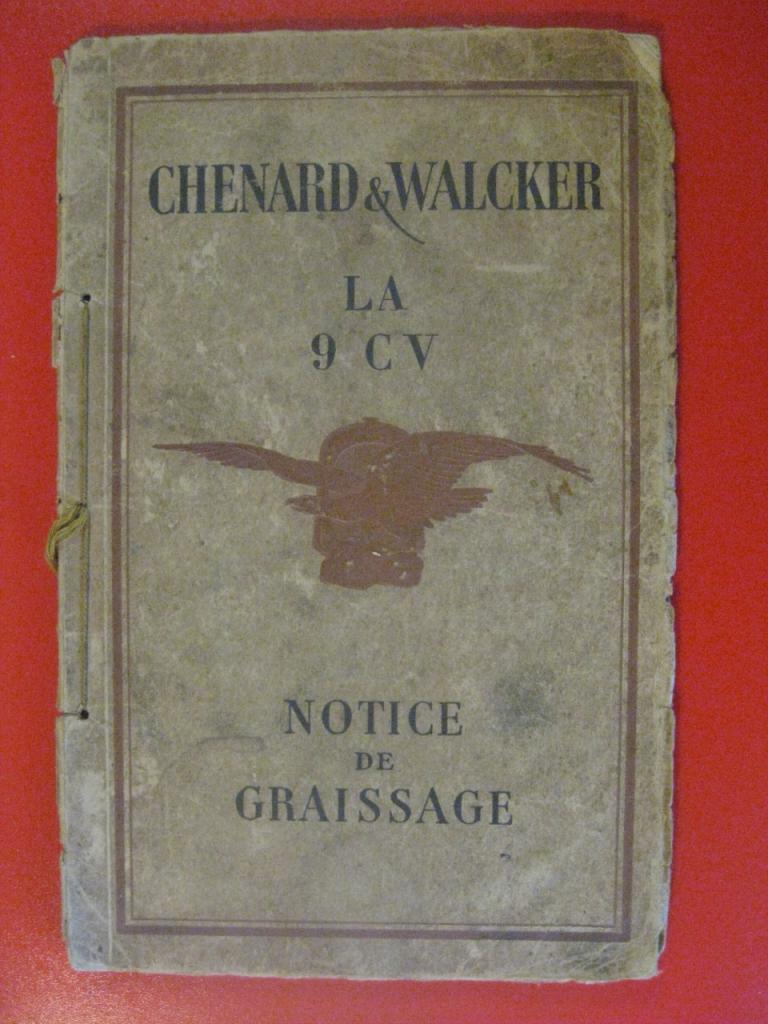 CHENARD & WALCKER
LA
9 CV
NOTICE
DE
GRAISSAGE